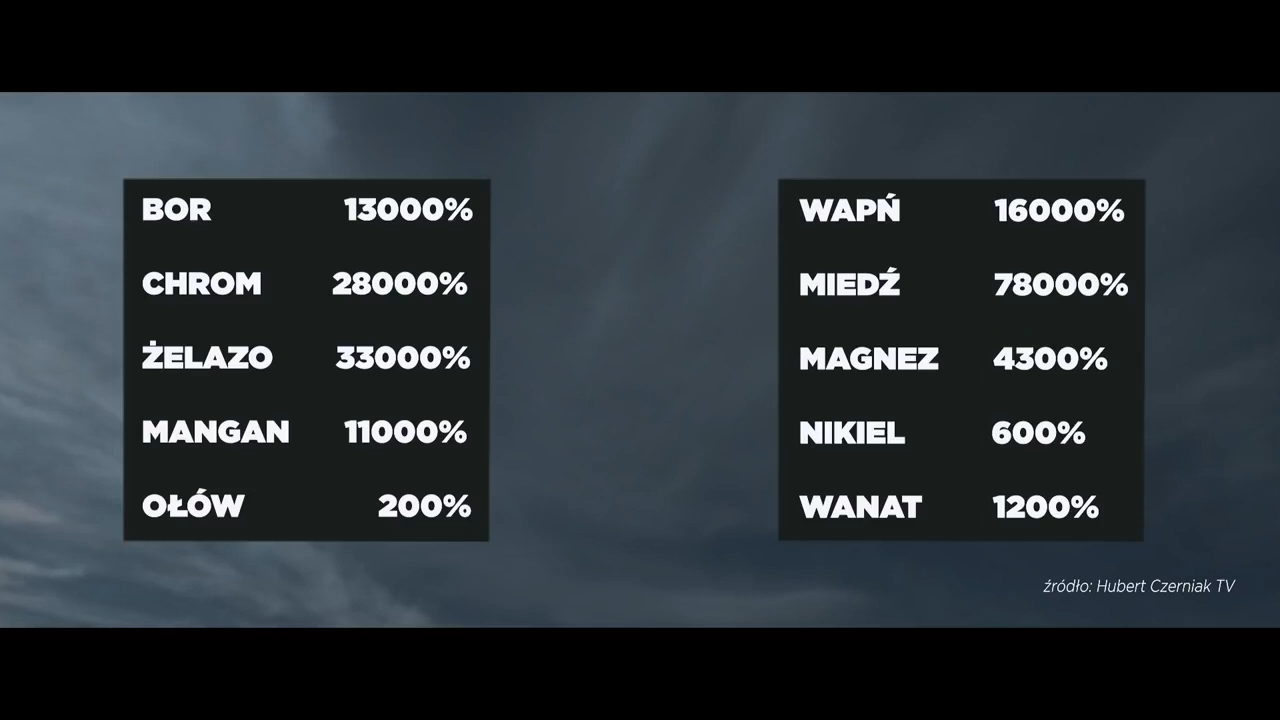 BOR 13000%
CHROM 28000%
ŻELAZO 33000%
MANGAN 11000%
OŁÓW 200%
WAPŃ 16000%
MIEDŹ 78000%
MAGNEZ 4300%
NIKIEL 600%
WANAT 1200%
źródło: Hubert Czerniak TV